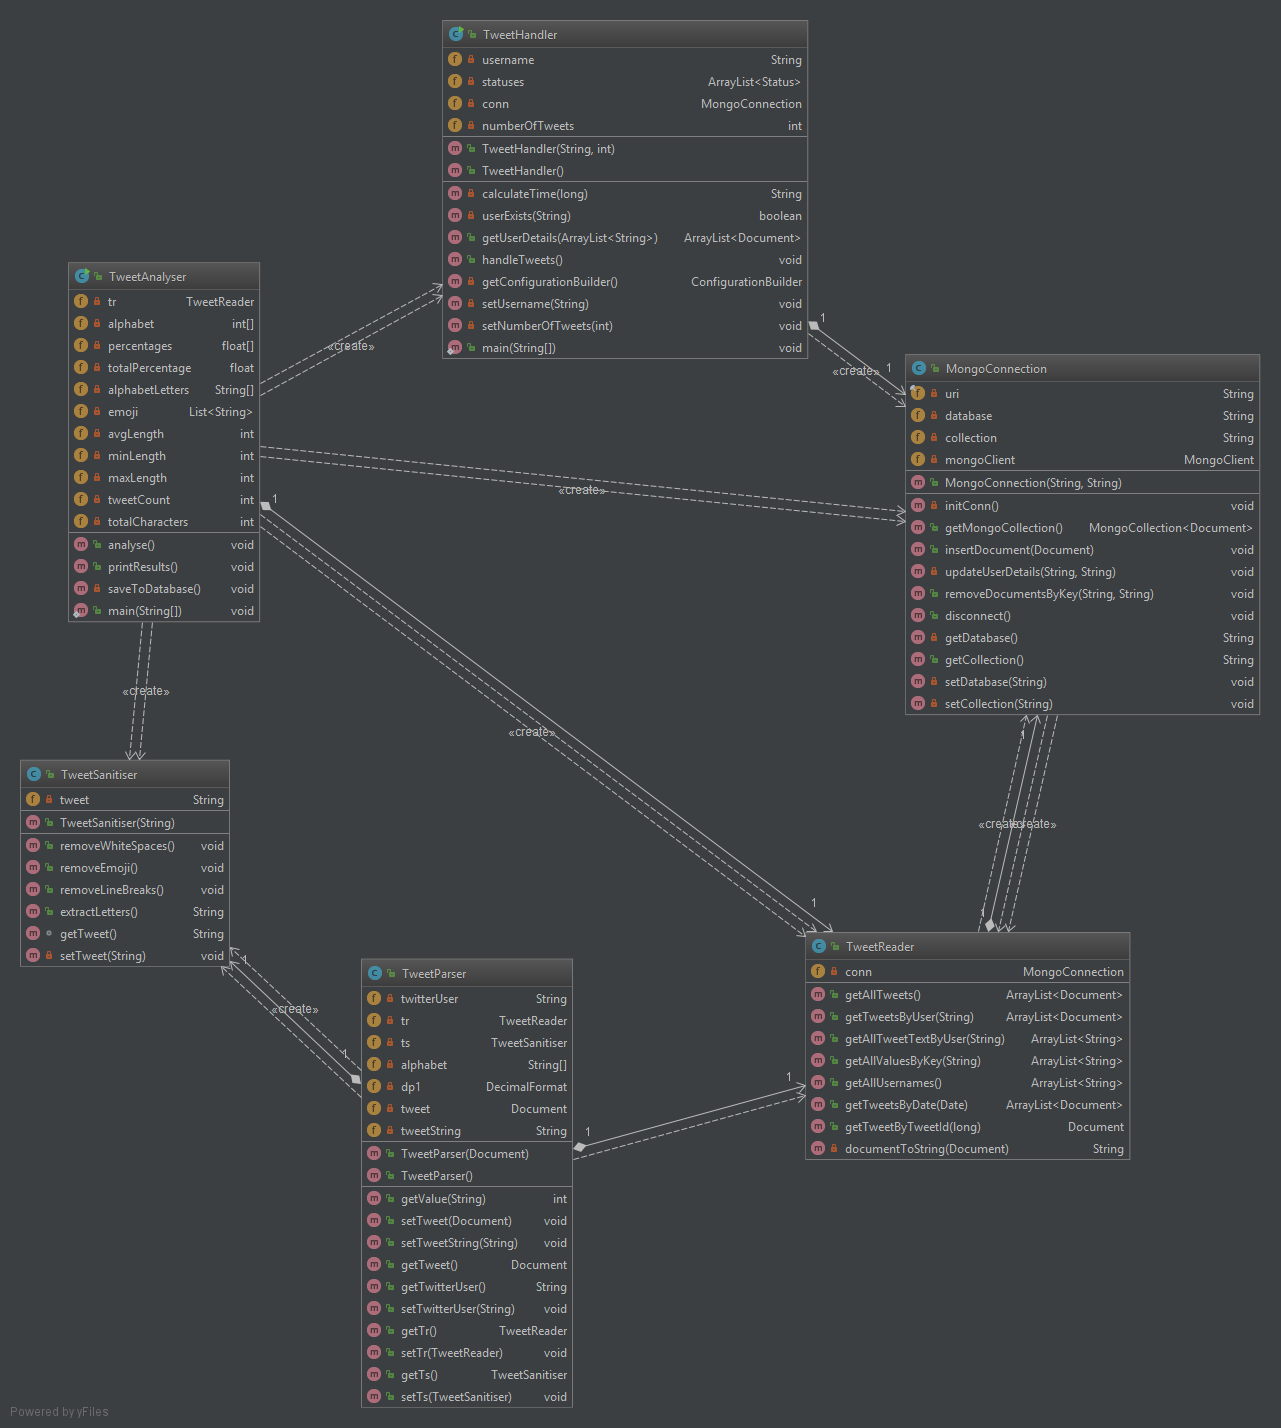 TweetHandler
username String
statuses ArrayList<Status>
conn MongoConnection
numberOfTweets int
TweetHandler(String, int)
TweetHandler()
calculateTime(long) String
userExists(String) boolean
getUserDetails(ArrayList<String>) ArrayList<Document>
handleTweets() void
getConfigurationBuilder() ConfigurationBuilder
setUsername(String) void
setNumberOfTweets(int) void
main(String[]) void
TweetAnalyser
tr TweetReader
alphabet int[]
percentages float[]
totalPercentage float
alphabetLetters String[]
emoji List<String>
avgLength int
minLength int
maxLength int
tweetCount int
totalCharacters int
analyse() void
printResults() void
saveToDatabase() void
main(String[]) void
«create»
1
«create»
1
MongoConnection
uri String
database String
collection String
mongoClient MongoClient
MongoConnection(String, String)
initConn() void
getMongoCollection() MongoCollection<Document>
insertDocument(Document) void
updateUserDetails(String, String) void
removeDocumentsByKey(String, String) void
disconnect() void
getDatabase() String
getCollection() String
setDatabase(String) void
setCollection(String) void
«create»
1
«create»
«create»
1
«create»
«create»
1
1
TweetSanitiser
tweet String
TweetSanitiser(String)
removeWhiteSpaces() void
removeEmoji() void
removeLineBreaks() void
extractLetters() String
getTweet() String
setTweet(String) void
1
«create»
1
TweetParser
twitterUser String
tr TweetReader
ts TweetSanitiser
alphabet String[]
dp1 DecimalFormat
tweet Document
tweetString String
TweetParser(Document)
TweetParser()
getValue(String) int
setTweet(Document) void
setTweetString(String) void
getTweet() Document
getTwitterUser() String
setTwitterUser(String) void
getTr() TweetReader
setTr(TweetReader) void
getTs() TweetSanitiser
setTs(TweetSanitiser) void
1
1
TweetReader
conn MongoConnection
getAllTweets() ArrayList<Document>
getTweetsByUser(String) ArrayList<Document>
getAllTweetTextByUser(String) ArrayList<String>
getAllValuesByKey(String) ArrayList<String>
getAllUsernames() ArrayList<String>
getTweetsByDate(Date) ArrayList<Document>
getTweetByTweetId(long) Document
documentToString(Document) String
Powered by yFiles